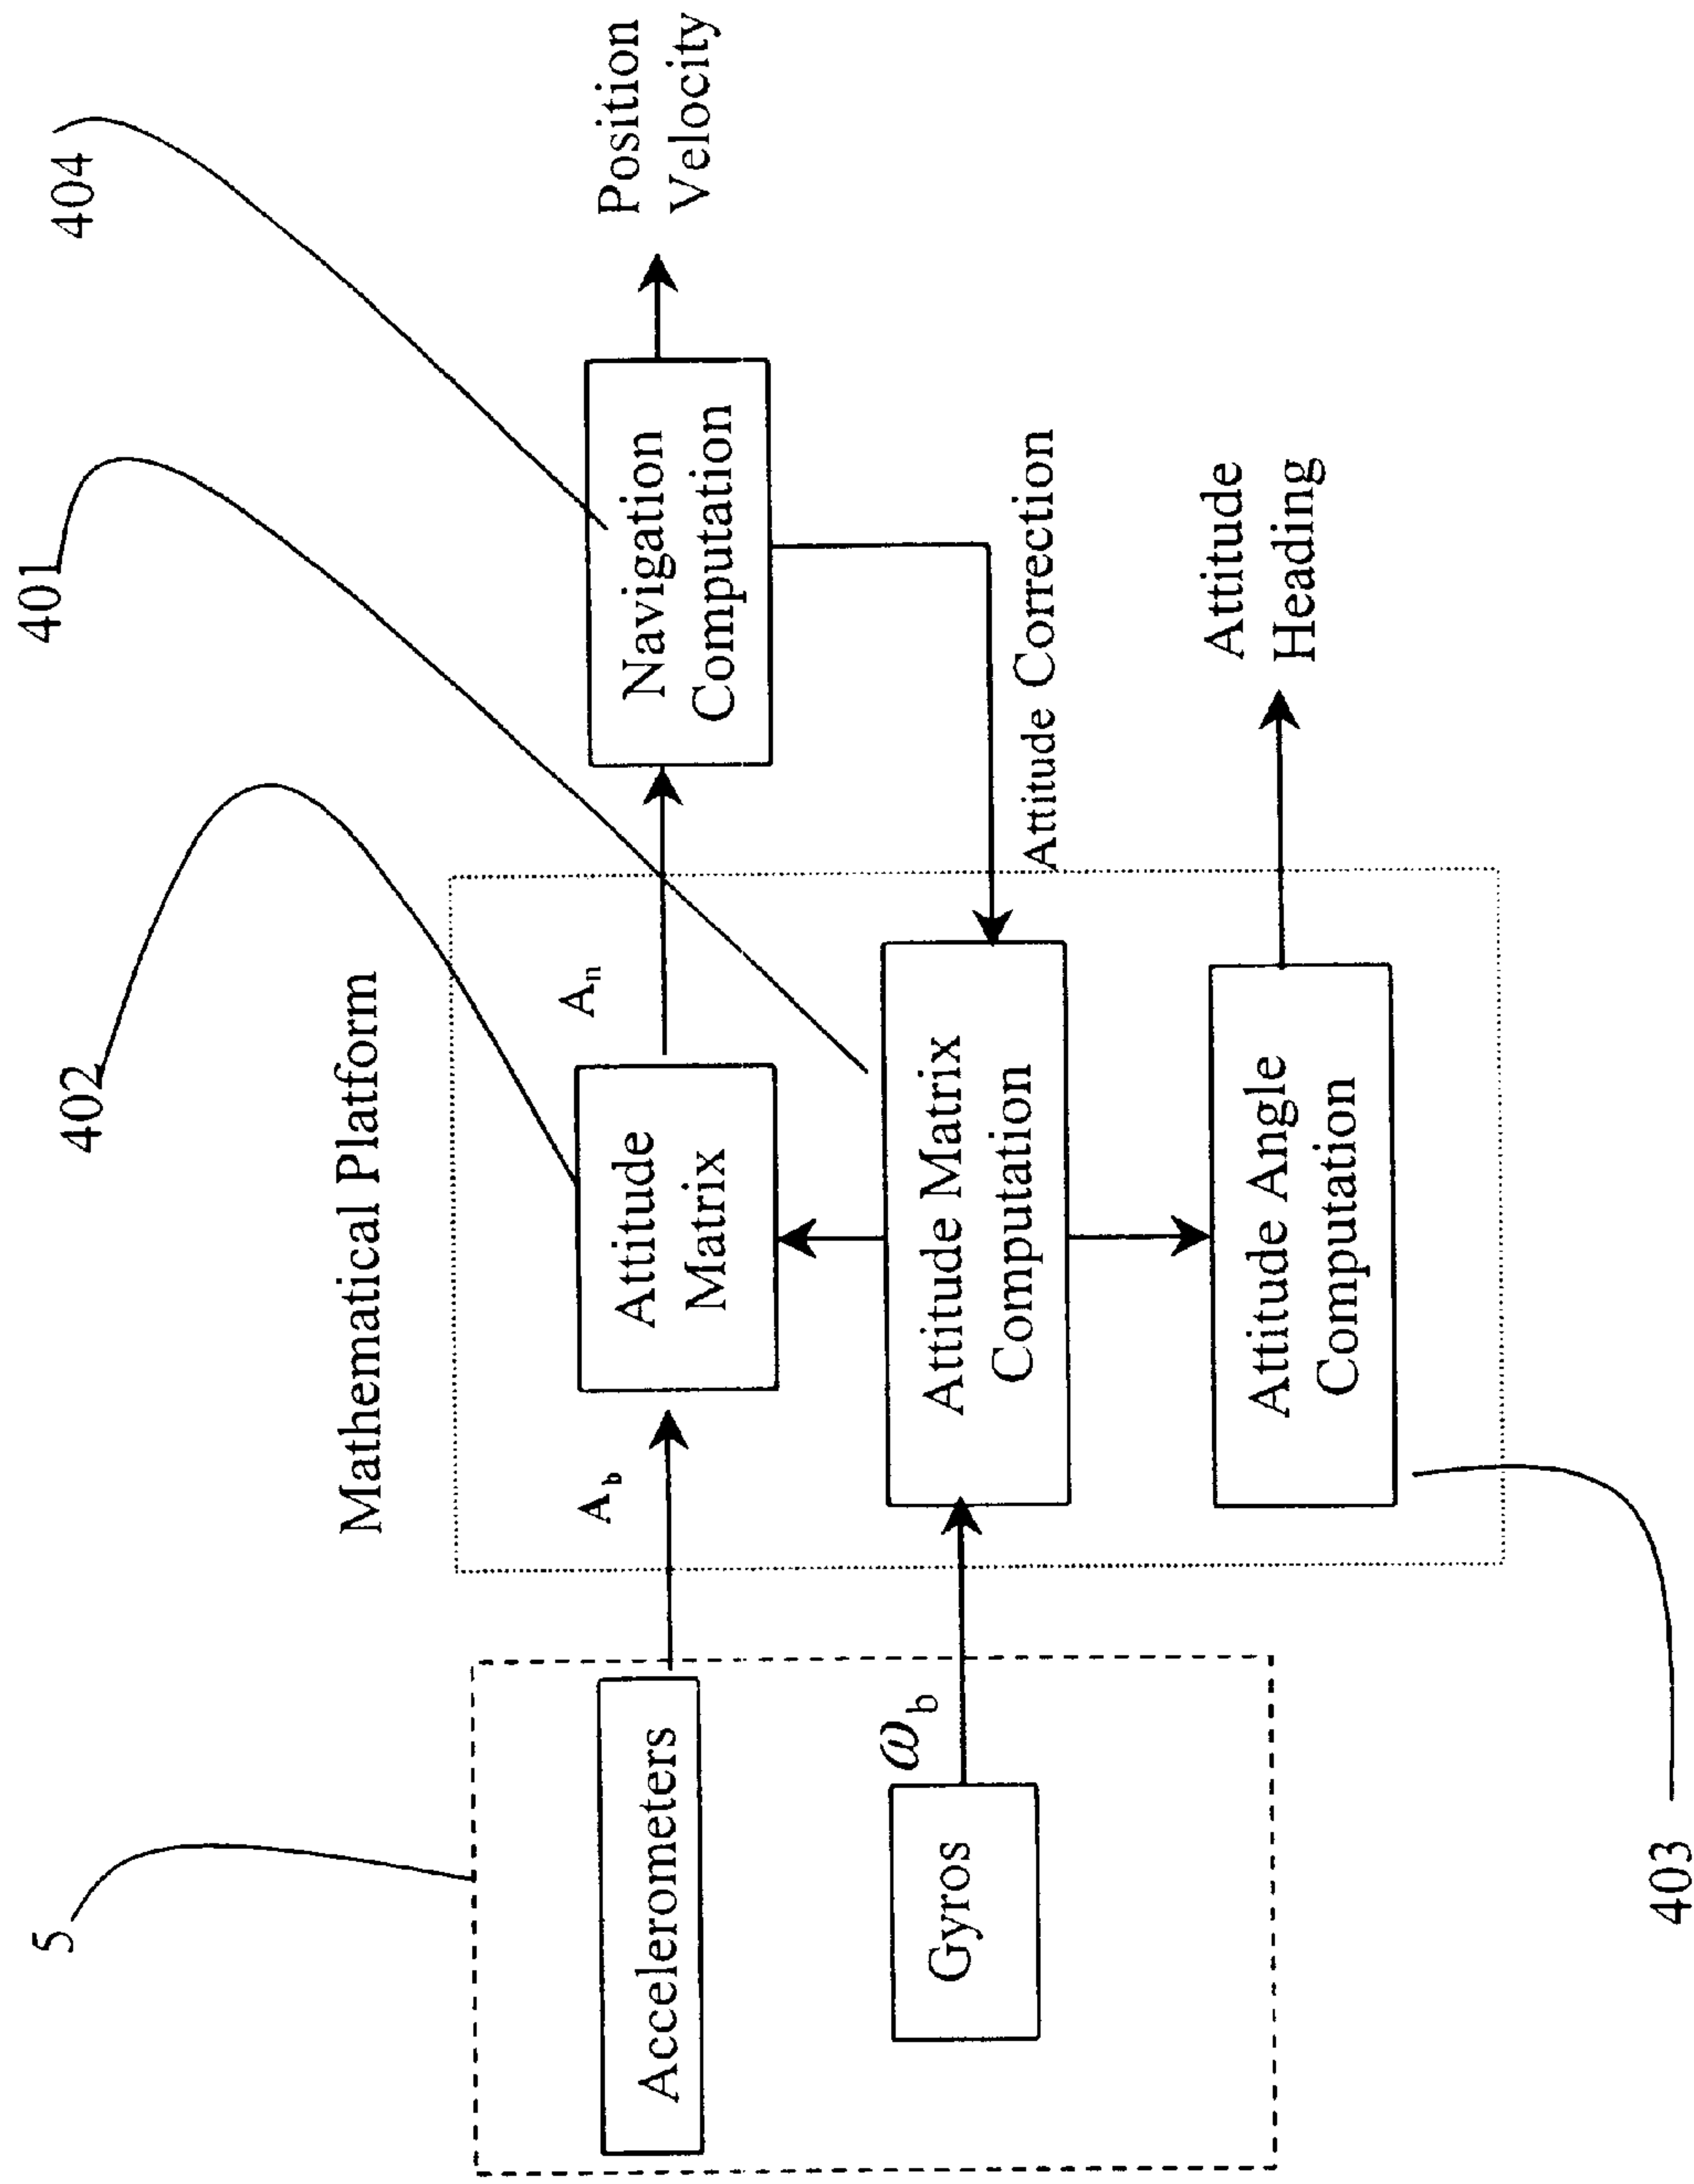 5
402
401
404
Mathematical Platform
Accelerometers
A_b
Attitude
Matrix
A_n
Navigation
Computation
Position
Velocity
Gyros
ω_b
Attitude Matrix
Computation
Attitude Correction
Attitude Angle
Computation
Attitude
Heading
403